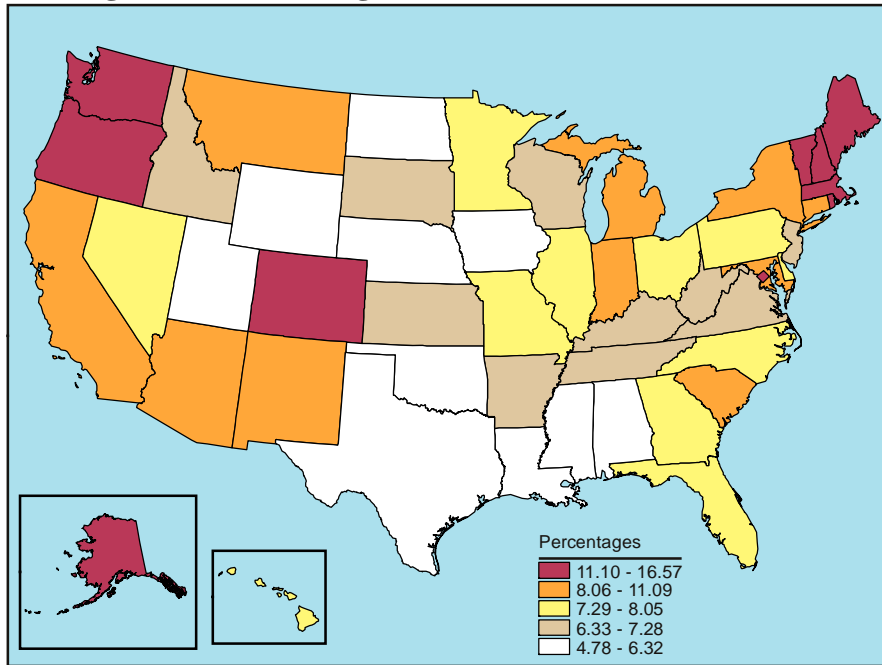 Percentages
11.10 - 16.57
8.06 - 11.09
7.29 - 8.05
6.33 - 7.28
4.78 - 6.32